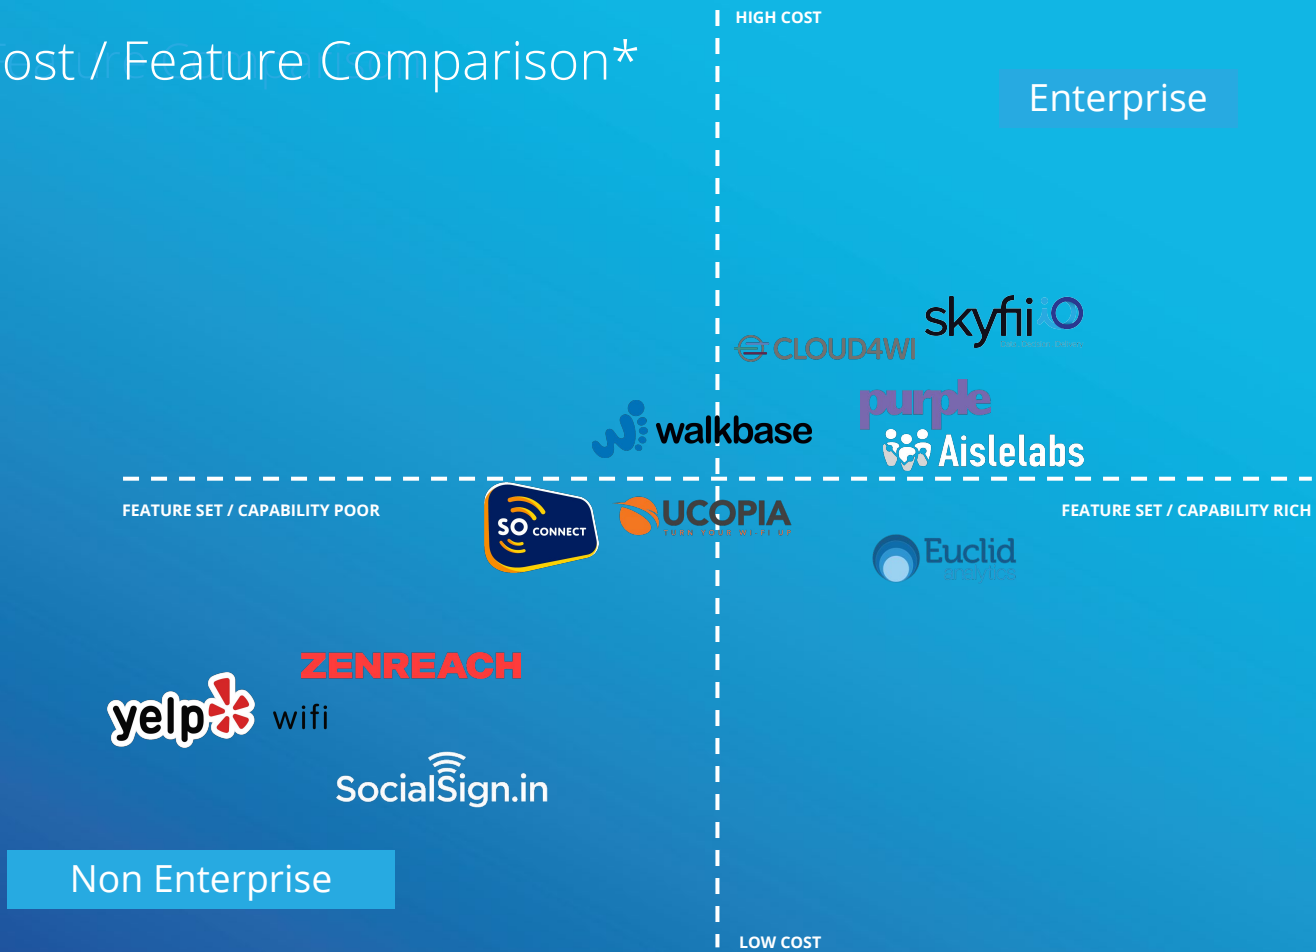 HIGH COST
ost / Feature Comparison*
Enterprise
skyfii
CLOUD4WI
purple
walkbase
Aislelabs
FEATURE SET / CAPABILITY POOR
FEATURE SET / CAPABILITY RICH
SO CONNECT
UCOPIA
Euclid
analytics
ZENREACH
yelp wifi
SocialSign.in
Non Enterprise
LOW COST